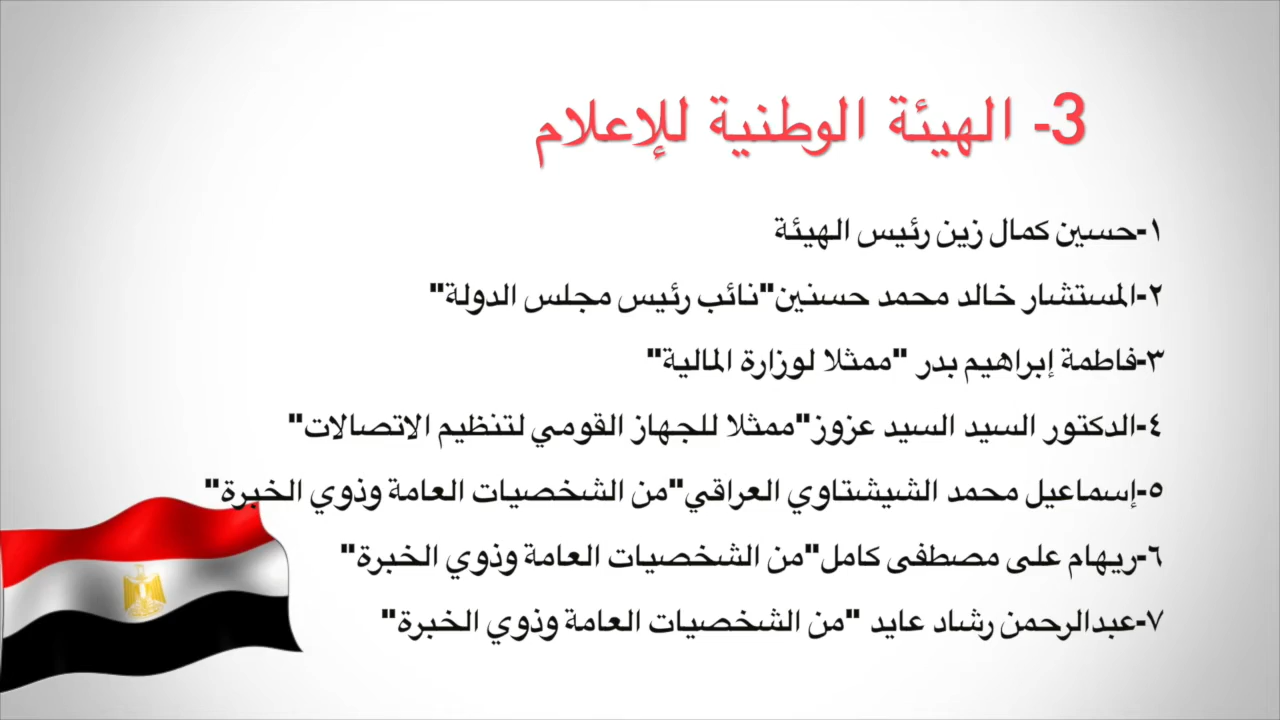 3- الهيئة الوطنية للإعلام
١-حسين كمال زين رئيس الهيئة
٢-المستشار خالد محمد حسنين"نائب رئيس مجلس الدولة"
٣-فاطمة إبراهيم بدر "ممثلا لوزارة المالية"
٤-الدكتور السيد السيد عزوز"ممثلا للجهاز القومي لتنظيم الاتصالات"
٥-إسماعيل محمد الشيشتاوي العراقي"من الشخصيات العامة وذوي الخبرة"
٦-ريهام على مصطفى كامل"من الشخصيات العامة وذوي الخبرة"
٧-عبدالرحمن رشاد عايد "من الشخصيات العامة وذوي الخبرة"